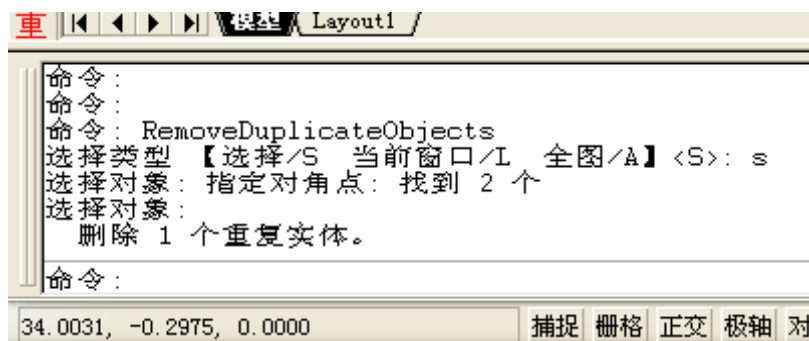 重 模型 Layout1
命令:
命令:
命令: RemoveDuplicateObjects
选择类型 【选择/S  当前窗口/L  全图/A】<S>: s
选择对象: 指定对角点: 找到 2 个
选择对象:
删除 1 个重复实体。
命令:
34.0031, -0.2975, 0.0000 捕捉 栅格 正交 极轴 对